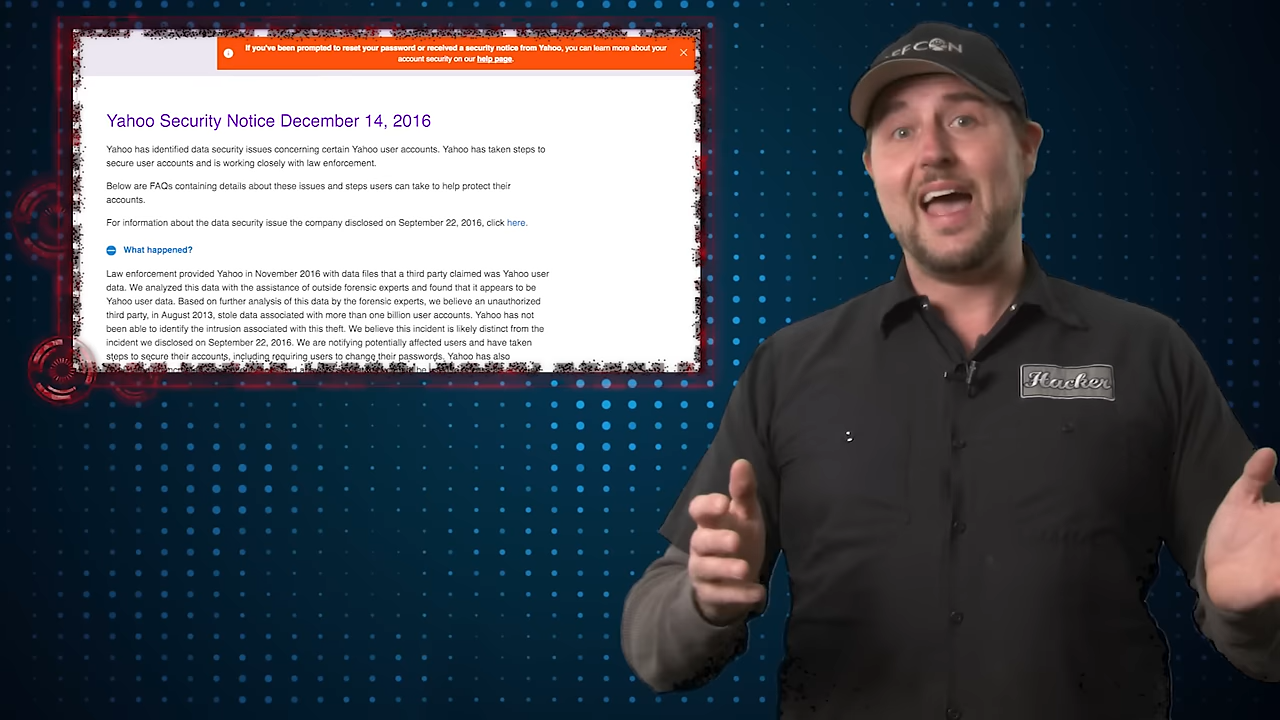 If you've been prompted to reset your password or received a security notice from Yahoo, you can learn more about your
account security on our help page.
Yahoo Security Notice December 14, 2016
Yahoo has identified data security issues concerning certain Yahoo user accounts. Yahoo has taken steps to
secure user accounts and is working closely with law enforcement.
Below are FAQs containing details about these issues and steps users can take to help protect their
accounts.
For information about the data security issue the company disclosed on September 22, 2016, click here.
What happened?
Law enforcement provided Yahoo in November 2016 with data files that a third party claimed was Yahoo user
data. We analyzed this data with the assistance of outside forensic experts and found that it appears to be
Yahoo user data. Based on further analysis of this data by the forensic experts, we believe an unauthorized
third party, in August 2013, stole data associated with more than one billion user accounts. Yahoo has not
been able to identify the intrusion associated with this theft. We believe this incident is likely distinct from the
incident we disclosed on September 22, 2016. We are notifying potentially affected users and have taken
steps to secure their accounts, including requiring users to change their passwords. Yahoo has also
EFCON
Hacker